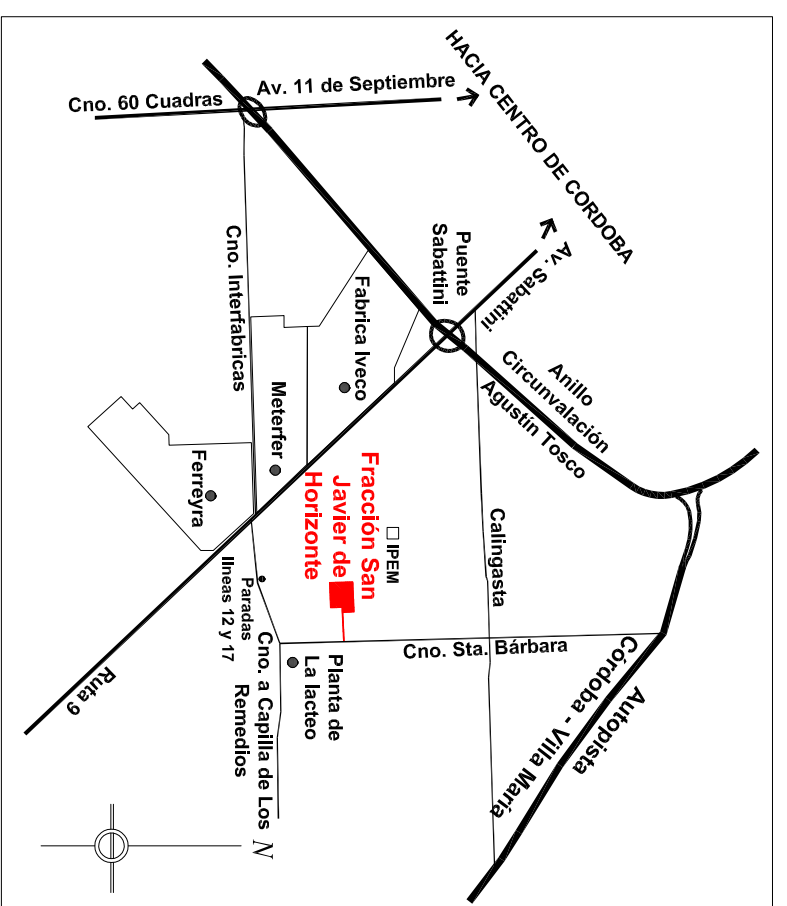 HACIA CENTRO DE CORDOBA
Cno. 60 Cuadras
Av. 11 de Septiembre
Av. Sabattini
Puente
Sabattini
Anillo
Circunvalación
Agustín Tosco
Cno. Interfabricas
Fabrica Iveco
Meterfer
Ferreyra
Fracción San
Javier de
Horizonte
IPEM
Calingasta
Paradas
lIneas 12 y 17
Cno. Sta. Bárbara
Cno. a Capilla de Los
Remedios
Planta de
La lacteo
Ruta 9
Autopista
Córdoba - Villa María
N